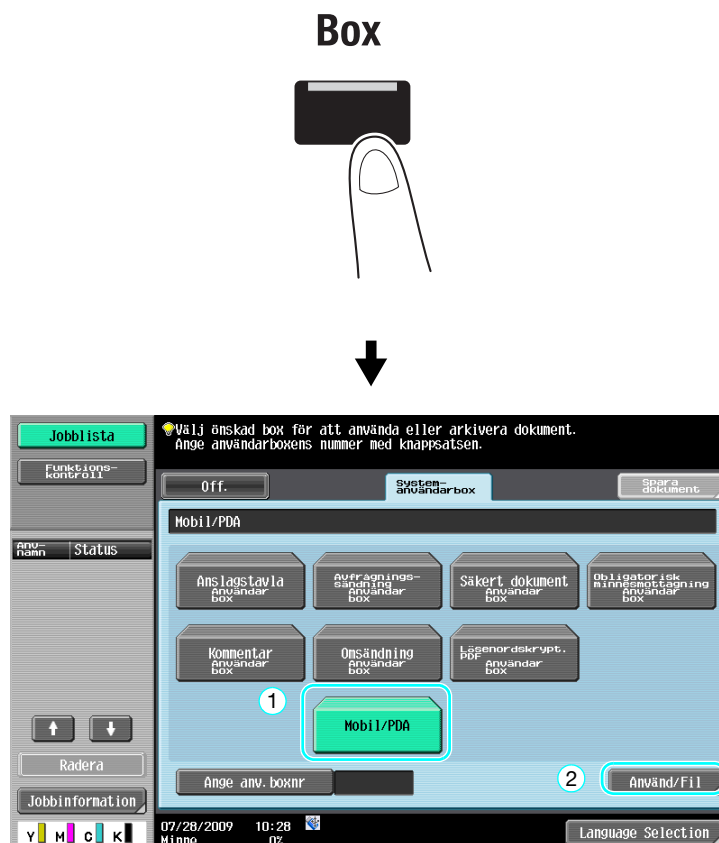 Box
Jobblista
Välj önskad box för att använda eller arkivera dokument.
Ange användarboxens nummer med knappsatsen.
Funktions-
kontroll
Off.
System-
användarbox
Spara
dokument
Mobil/PDA
Anv-
namn
Status
Anslagstavla
Användar
box
Avfrågnings-
sändning
Användar
box
Säkert dokument
Användar
box
Obligatorisk
minnesmottagning
Användar
box
Kommentar
Användar
box
Omsändning
Användar
box
Lösenordskrypt.
PDF
Användar
box
1
Mobil/PDA
Radera
Ange anv.boxnr
2
Använd/Fil
Jobbinformation
Y M C K
07/28/2009 10:28
Minne 0%
Language Selection